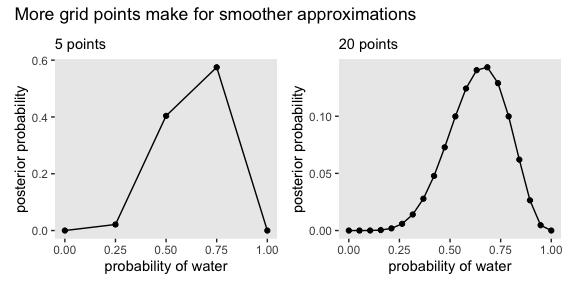 More grid points make for smoother approximations
5 points
posterior probability
0.6
0.4
0.2
0.0
0.00 0.25 0.50 0.75 1.00
probability of water
20 points
posterior probability
0.10
0.05
0.00
0.00 0.25 0.50 0.75 1.00
probability of water